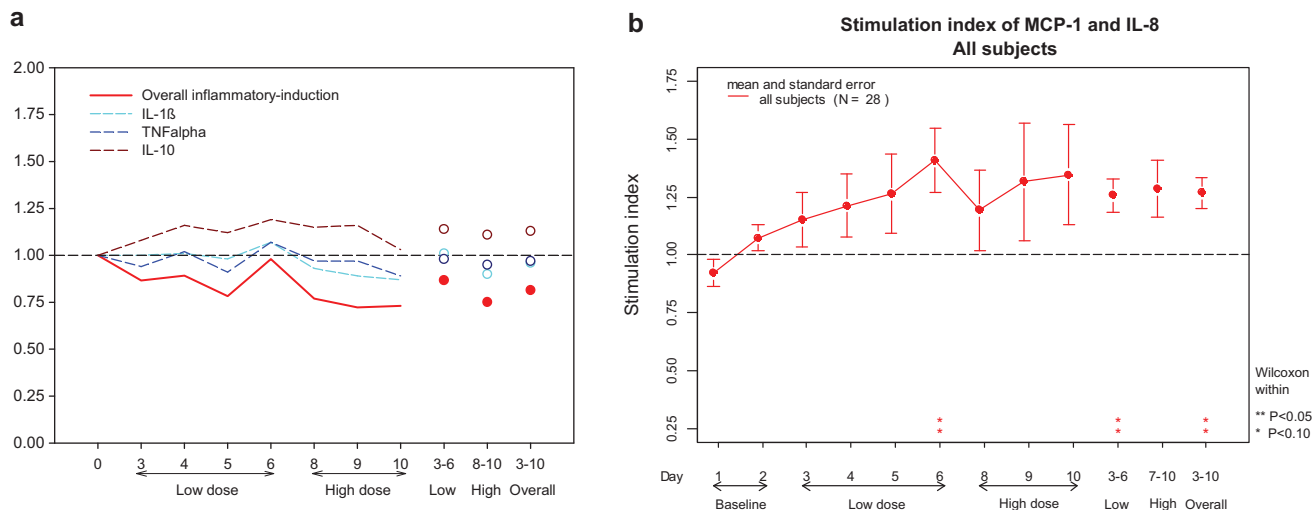 a
2.00
1.75
1.50
1.25
1.00
0.75
0.50
0.25
0.00
Overall inflammatory-induction
IL-1ß
TNFalpha
IL-10
0 3 4 5 6 8 9 10 3-6 8-10 3-10
Low dose High dose Low High Overall
b
Stimulation index of MCP-1 and IL-8
All subjects
Stimulation index
1.75
1.50
1.25
1.00
0.75
0.50
0.25
mean and standard error
all subjects (N = 28 )
* * *
* * *
Wilcoxon
within
** P<0.05
* P<0.10
Day 1 2 3 4 5 6 8 9 10 3-6 7-10 3-10
Baseline Low dose High dose Low High Overall